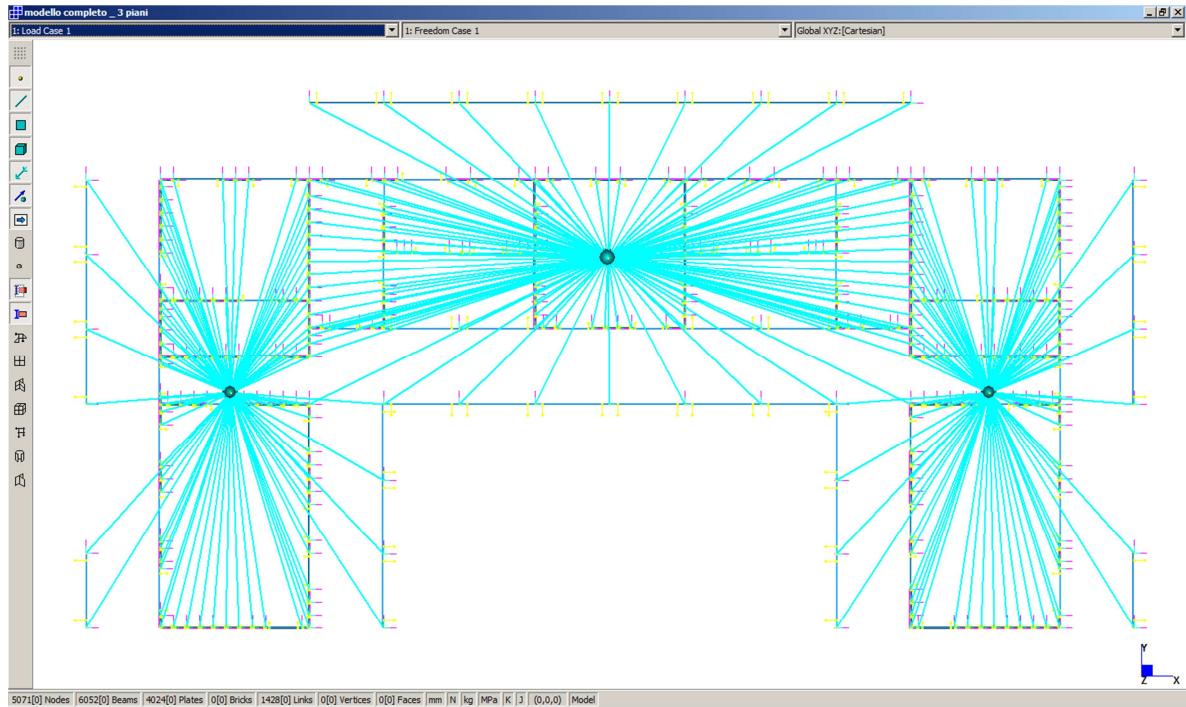 modello completo _ 3 piani
1: Load Case 1 1: Freedom Case 1 Global XYZ:[Cartesian]
Y
Z X
5071[0] Nodes 6052[0] Beams 4024[0] Plates 0[0] Bricks 1428[0] Links 0[0] Vertices 0[0] Faces mm N kg MPa K J (0,0,0) Model